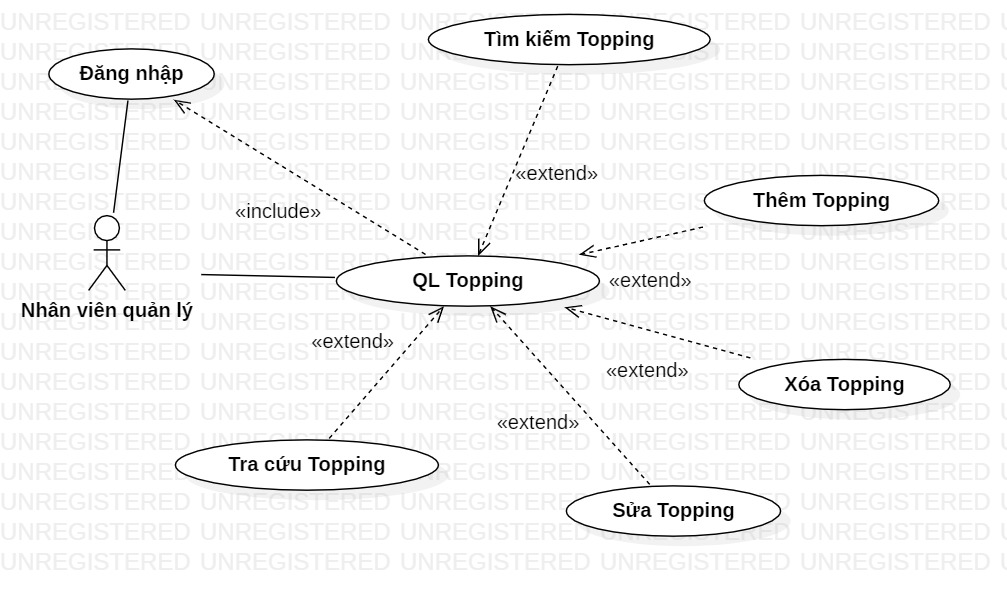 Tìm kiếm Topping
Đăng nhập
«extend»
Thêm Topping
«include»
QL Topping
«extend»
Nhân viên quản lý
«extend»
«extend»
Xóa Topping
«extend»
Tra cứu Topping
Sửa Topping
UNREGISTERED